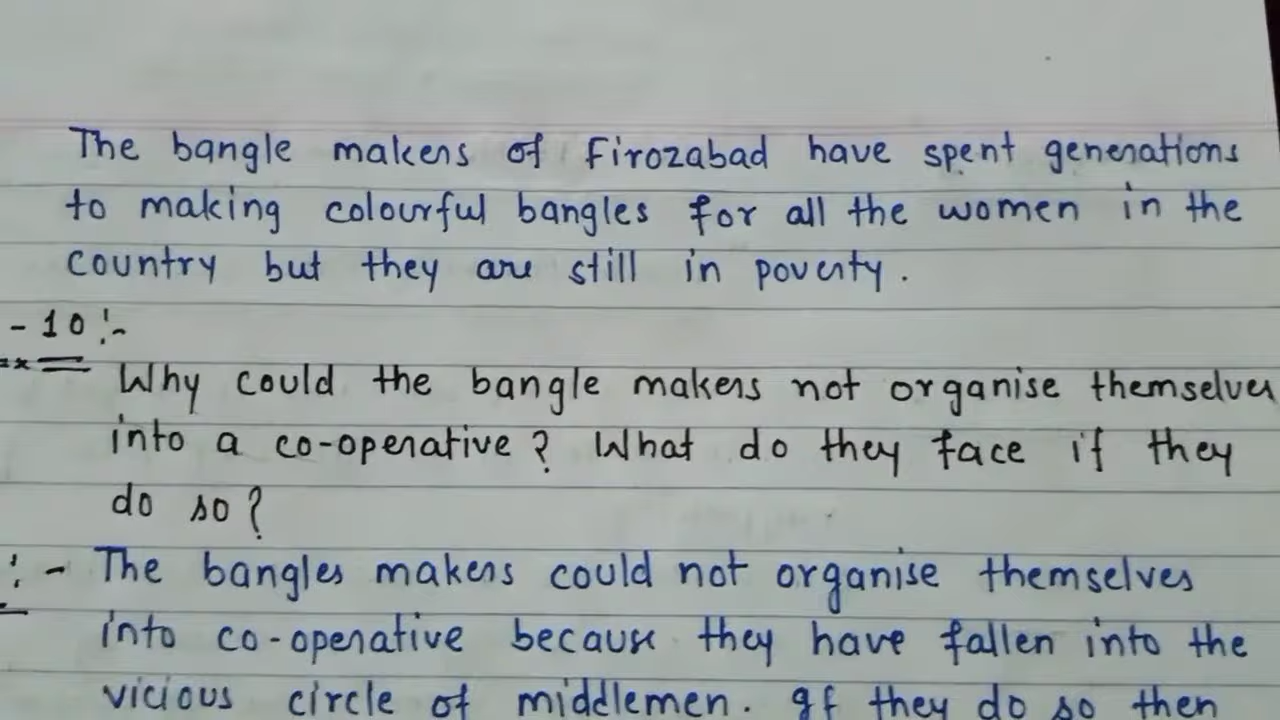 The bangle makers of Firozabad have spent generations
to making colourful bangles for all the women in the
country but they are still in poverty.
- 10 :-
Why could the bangle makers not organise themselves
into a co-operative? What do they face if they
do so?
:- The bangles makers could not organise themselves
into co-operative because they have fallen into the
vicious circle of middlemen. If they do so then